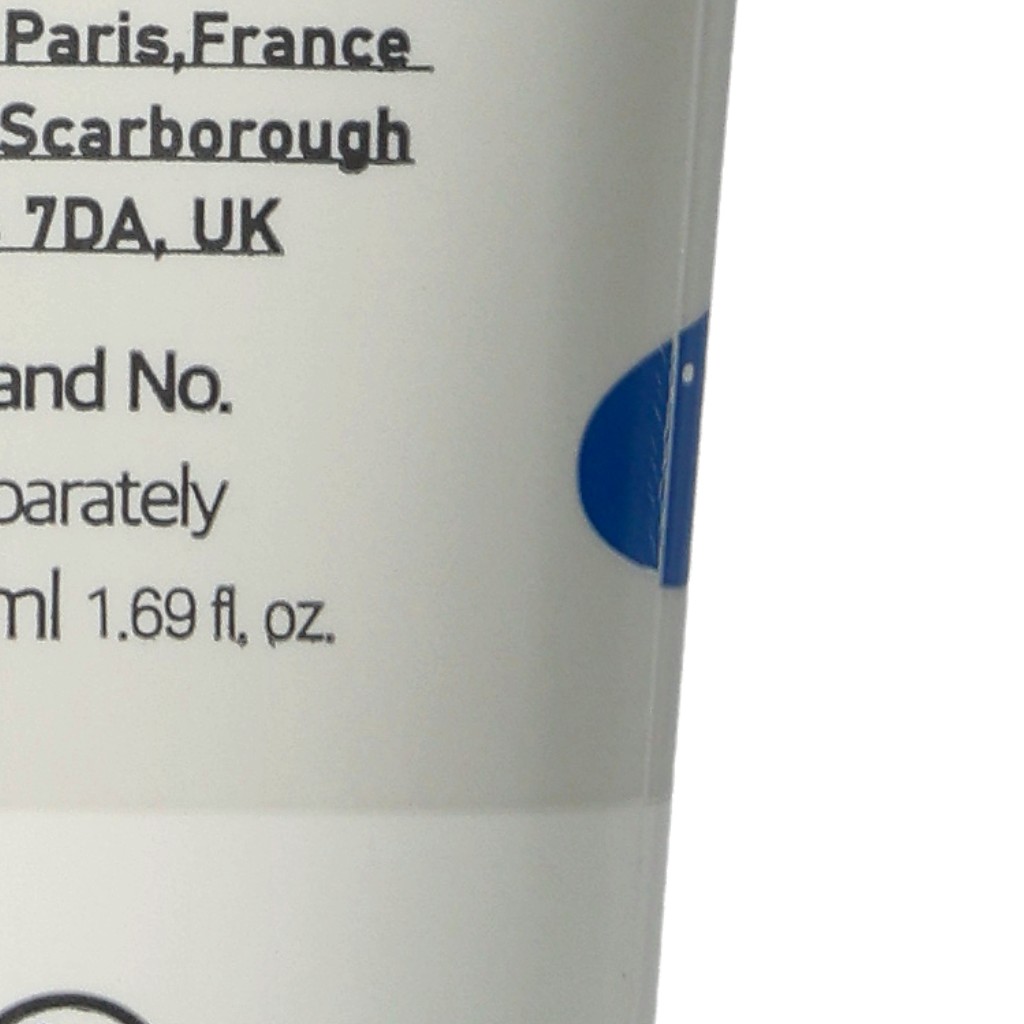 Paris,France
Scarborough
7DA, UK
and No.
parately
ml 1.69 fl. oz.